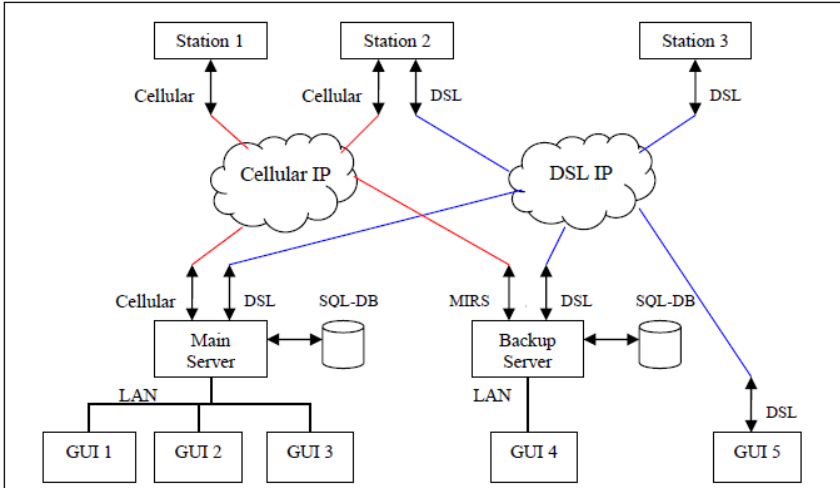 Station 1
Station 2
Station 3
Cellular
Cellular
DSL
DSL
Cellular IP
DSL IP
Cellular
DSL
SQL-DB
MIRS
DSL
SQL-DB
Main
Server
Backup
Server
LAN
LAN
DSL
GUI 1
GUI 2
GUI 3
GUI 4
GUI 5